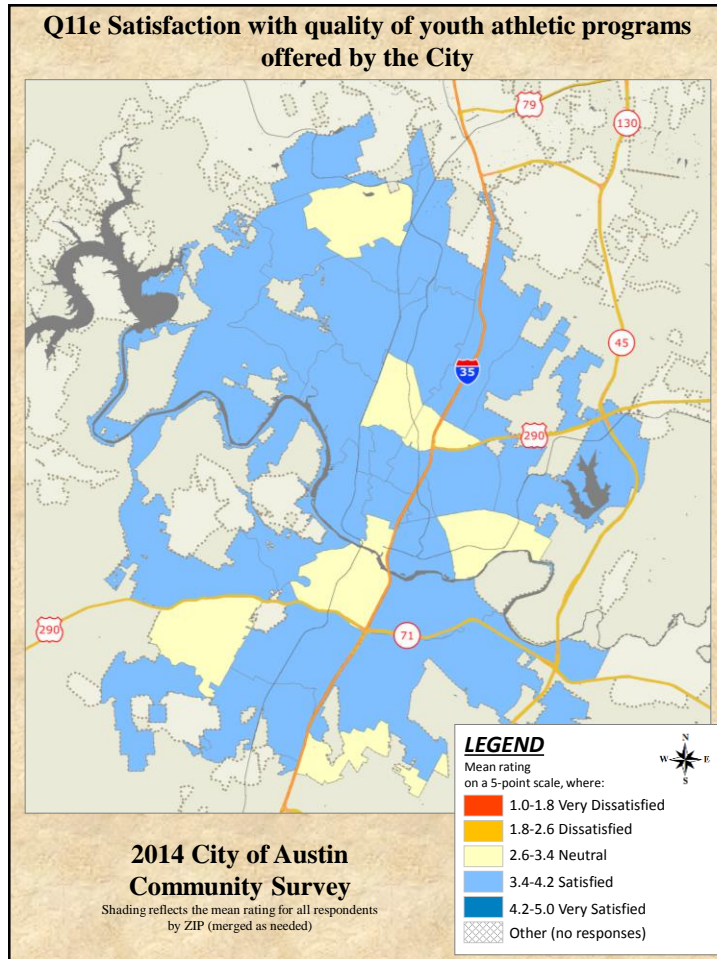 Q11e Satisfaction with quality of youth athletic programs
offered by the City
79
130
45
35
290
290
71
LEGEND
Mean rating
on a 5-point scale, where:
1.0-1.8 Very Dissatisfied
1.8-2.6 Dissatisfied
2.6-3.4 Neutral
3.4-4.2 Satisfied
4.2-5.0 Very Satisfied
Other (no responses)
N
W E
S
2014 City of Austin
Community Survey
Shading reflects the mean rating for all respondents
by ZIP (merged as needed)